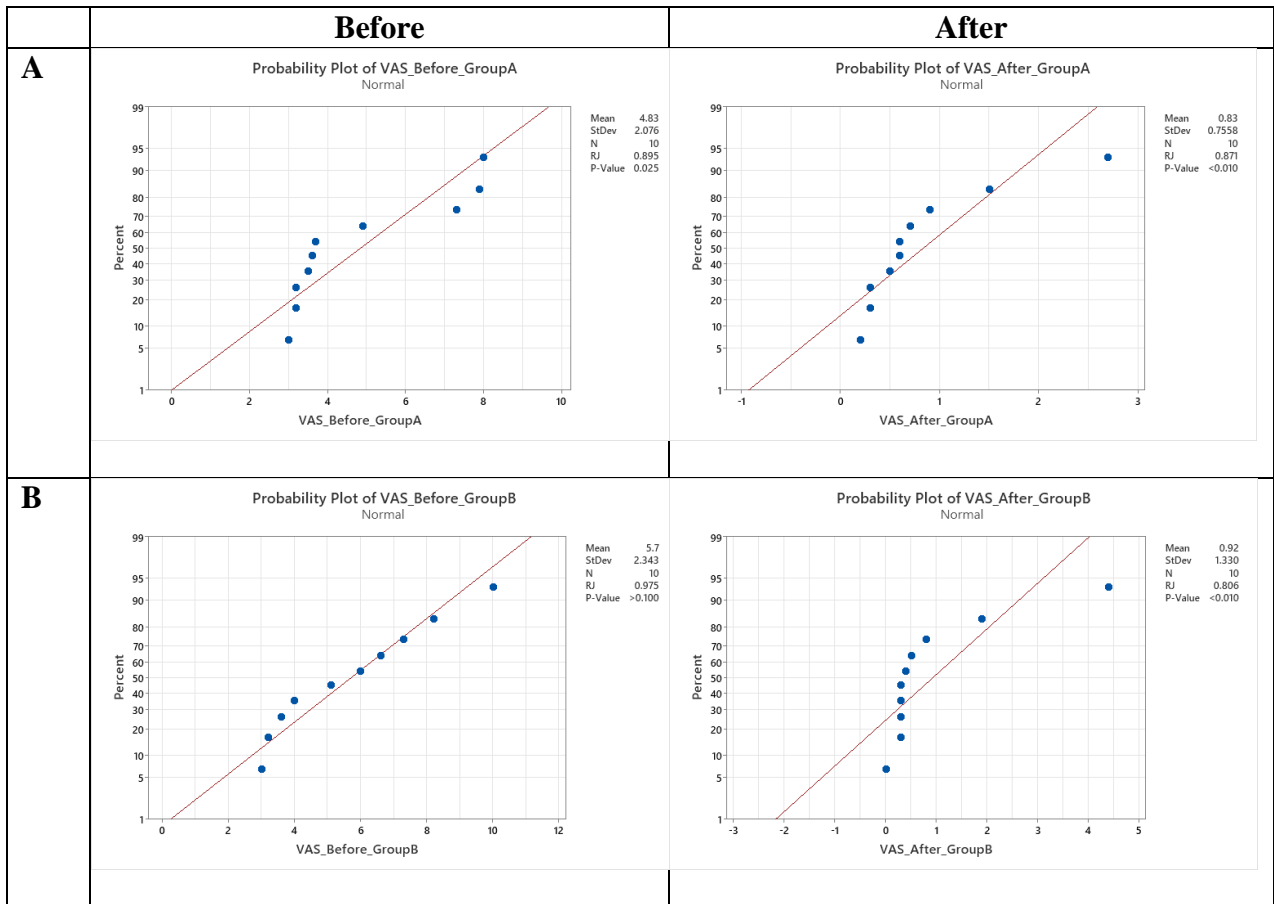 Before After
A
Probability Plot of VAS_Before_GroupA
Normal
99
95
90
80
70
60
50
40
30
20
10
5
1
Percent
0 2 4 6 8 10
VAS_Before_GroupA
Mean 4.83
StDev 2.076
N 10
RJ 0.895
P-Value 0.025
Probability Plot of VAS_After_GroupA
Normal
99
95
90
80
70
60
50
40
30
20
10
5
1
Percent
-1 0 1 2 3
VAS_After_GroupA
Mean 0.83
StDev 0.7558
N 10
RJ 0.871
P-Value <0.010
B
Probability Plot of VAS_Before_GroupB
Normal
99
95
90
80
70
60
50
40
30
20
10
5
1
Percent
0 2 4 6 8 10 12
VAS_Before_GroupB
Mean 5.7
StDev 2.343
N 10
RJ 0.975
P-Value >0.100
Probability Plot of VAS_After_GroupB
Normal
99
95
90
80
70
60
50
40
30
20
10
5
1
Percent
-3 -2 -1 0 1 2 3 4 5
VAS_After_GroupB
Mean 0.92
StDev 1.330
N 10
RJ 0.806
P-Value <0.010